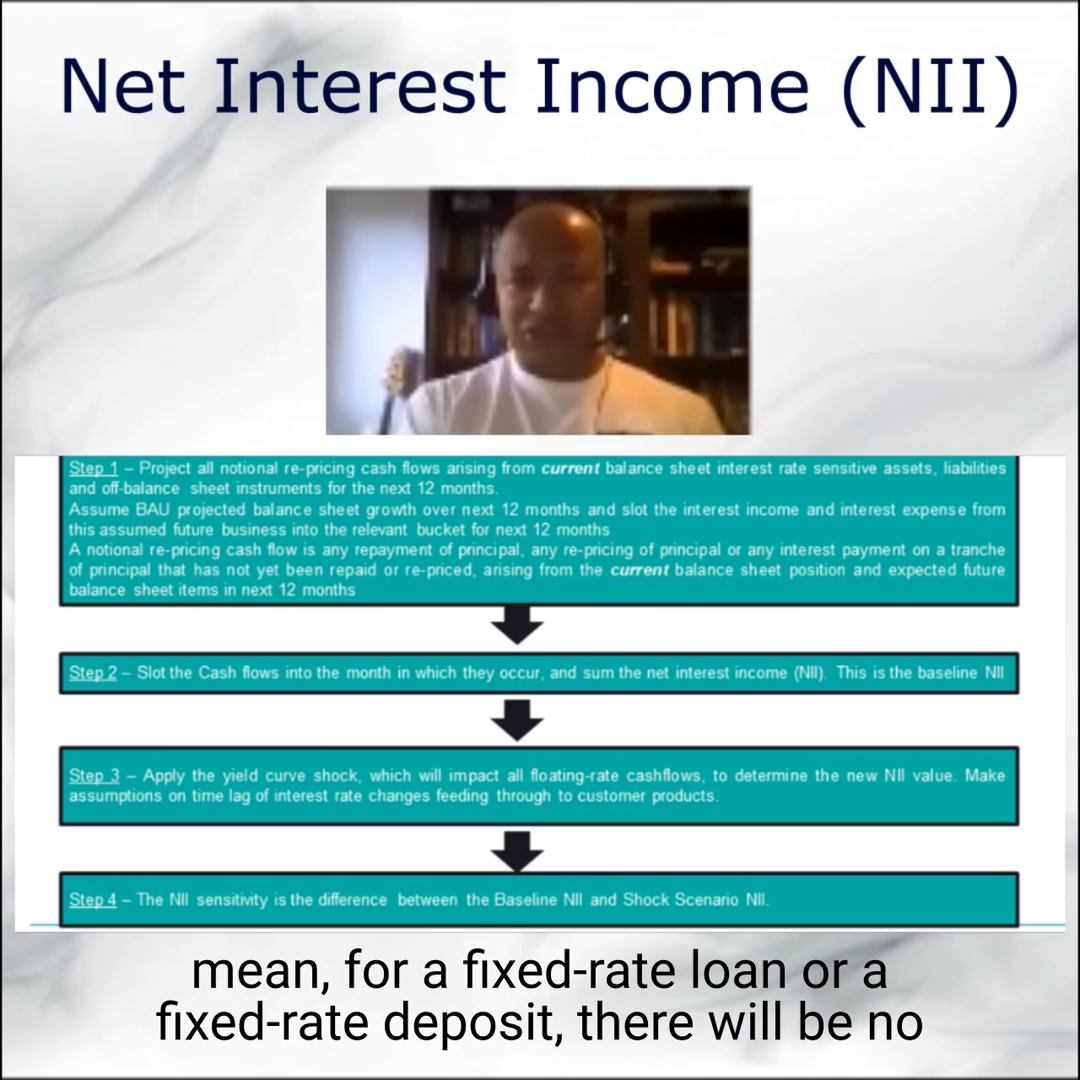 Net Interest Income (NII)
Step 1 – Project all notional re-pricing cash flows arising from current balance sheet interest rate sensitive assets, liabilities
and off-balance sheet instruments for the next 12 months.
Assume BAU projected balance sheet growth over next 12 months and slot the interest income and interest expense from
this assumed future business into the relevant bucket for next 12 months
A notional re-pricing cash flow is any repayment of principal, any re-pricing of principal or any interest payment on a tranche
of principal that has not yet been repaid or re-priced, arising from the current balance sheet position and expected future
balance sheet items in next 12 months
Step 2 – Slot the Cash flows into the month in which they occur, and sum the net interest income (NII). This is the baseline NII
Step 3 – Apply the yield curve shock, which will impact all floating-rate cashflows, to determine the new NII value. Make
assumptions on time lag of interest rate changes feeding through to customer products.
Step 4 – The NII sensitivity is the difference between the Baseline NII and Shock Scenario NII.
mean, for a fixed-rate loan or a
fixed-rate deposit, there will be no